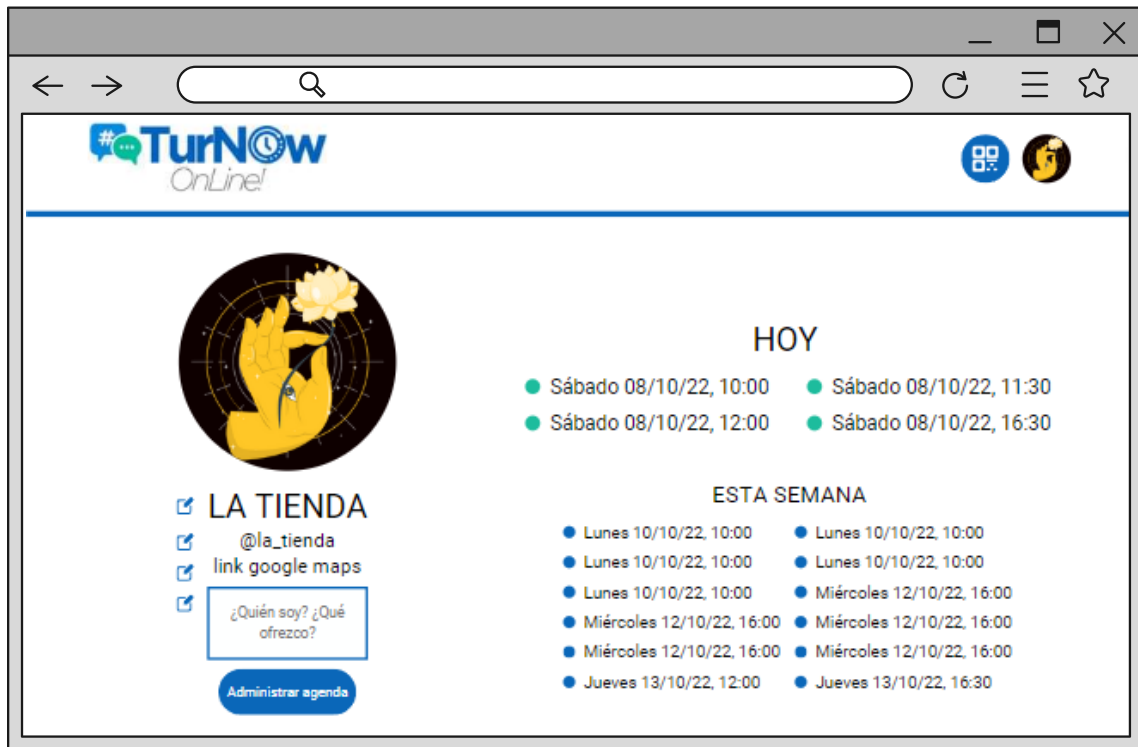 #TurNOw
OnLine!
LA TIENDA
@la_tienda
link google maps
¿Quién soy? ¿Qué
ofrezco?
Administrar agenda
HOY
Sábado 08/10/22, 10:00 Sábado 08/10/22, 11:30
Sábado 08/10/22, 12:00 Sábado 08/10/22, 16:30
ESTA SEMANA
Lunes 10/10/22, 10:00 Lunes 10/10/22, 10:00
Lunes 10/10/22, 10:00 Lunes 10/10/22, 10:00
Lunes 10/10/22, 10:00 Miércoles 12/10/22, 16:00
Miércoles 12/10/22, 16:00 Miércoles 12/10/22, 16:00
Miércoles 12/10/22, 16:00 Miércoles 12/10/22, 16:00
Jueves 13/10/22, 12:00 Jueves 13/10/22, 16:30